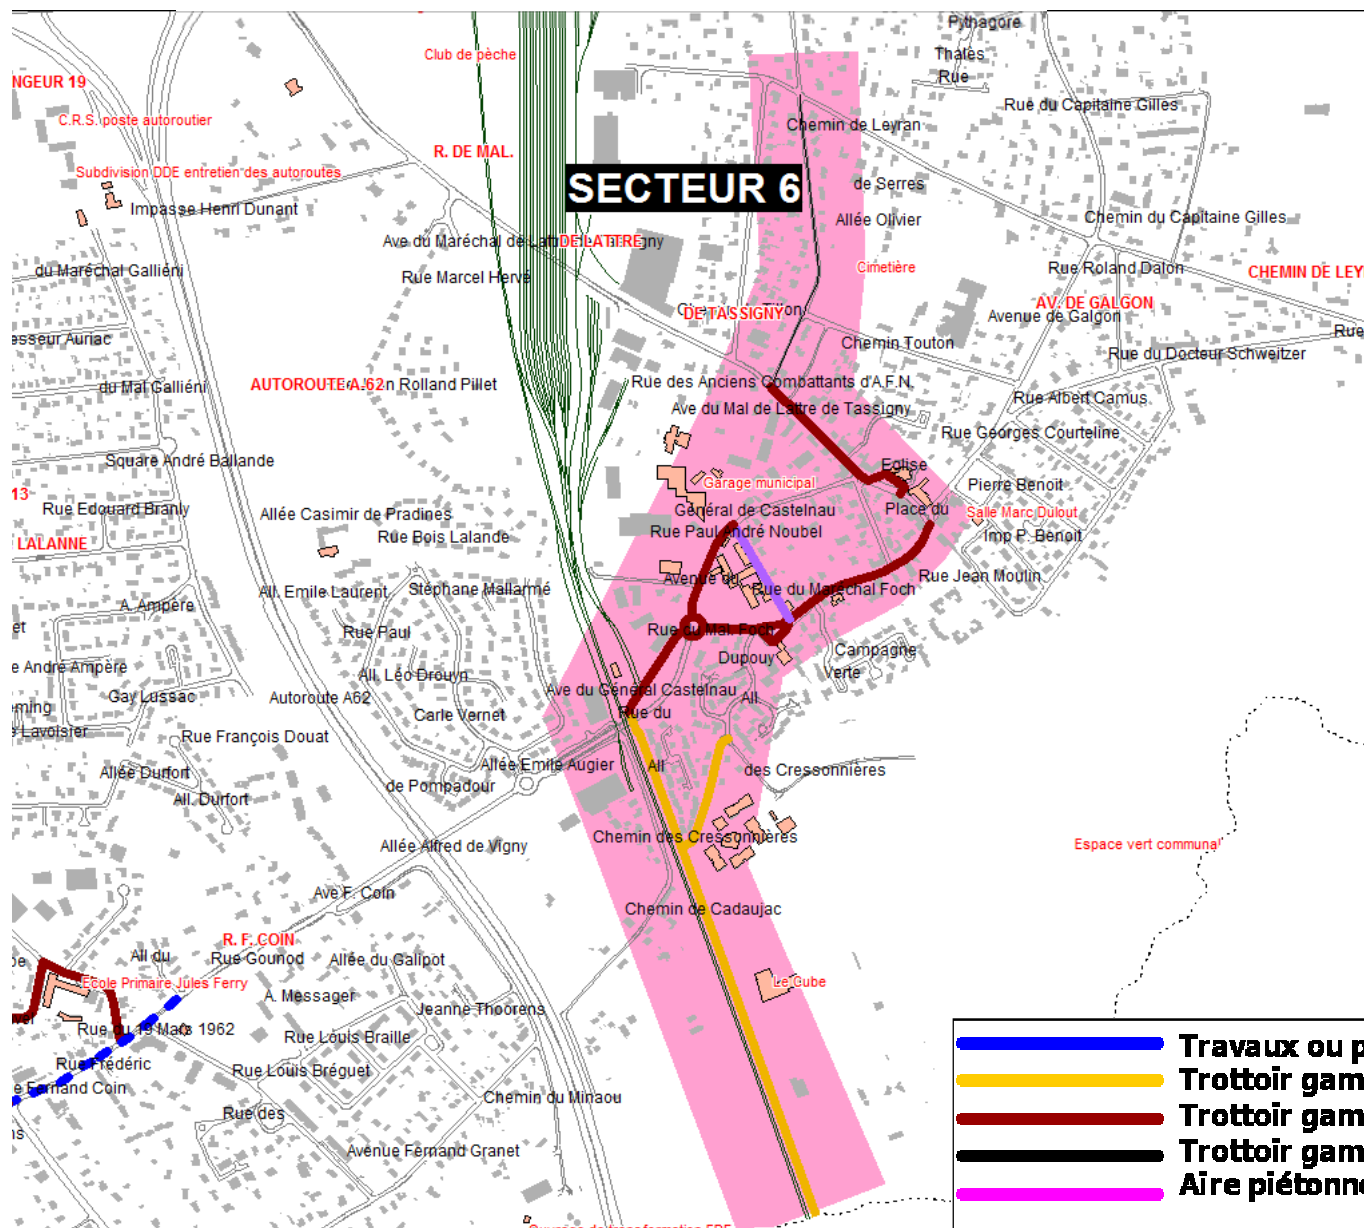 Pythagore
Club de pèche
Thalès
Rue
NGEUR 19
Rue du Capitaine Gilles
C.R.S. poste autoroutier
Chemin de Leyran
R. DE MAL.
Subdivision DDE entretien des autoroutes
SECTEUR 6
de Serres
Impasse Henri Dunant
Allée Olivier
Chemin du Capitaine Gilles
Ave du Maréchal de Lattre de Tassigny
DE LATTRE
du Maréchal Galliéni
Rue Marcel Hervé
Cimetière
Rue Roland Dalon
CHEMIN DE LEY
AV. DE GALGON
DE TASSIGNY
Avenue de Galgon
esseur Auriac
Chemin Touton
Rue
Rue du Docteur Schweitzer
du Mal Galliéni
AUTOROUTE A.62
n Rolland Pillet
Rue des Anciens Combattants d'A.F.N.
Rue Albert Camus
Ave du Mal de Lattre de Tassigny
Rue Georges Courteline
Square André Ballande
Eglise
13
Garage municipal
Pierre Benoit
Rue Edouard Branly
Allée Casimir de Pradines
Général de Castelnau
Place du
Salle Marc Dulout
LALANNE
Rue Bois Lalande
Rue Paul André Noubel
Imp P. Benoit
Avenue du
Rue Jean Moulin
All. Emile Laurent
Stéphane Mallarmé
Rue du Maréchal Foch
A. Ampère
et
Rue Paul
Rue du Mal. Foch
Campagne
e André Ampère
Dupouy
Verte
All. Léo Drouyn
Gay Lussac
Autoroute A62
Ave du Général Castelnau
All.
eming
Carle Vernet
Rue du
Lavoisier
Rue François Douat
Allée Durfort
Allée Emile Augier
All
des Cressonnières
de Pompadour
All. Durfort
Chemin des Cressonnières
Allée Alfred de Vigny
Espace vert communal
Ave F. Coin
Chemin de Cadaujac
R. F. COIN
All du
Rue Gounod
Allée du Galipot
Ecole Primaire Jules Ferry
Le Cube
A. Messager
Jeanne Thoorens
Rue du 19 Mars 1962
Rue Louis Braille
Rue Frédéric
Rue Louis Bréguet
e Fernand Coin
Chemin du Minaou
Rue des
ns
Avenue Fernand Granet
Ouvrages de transformation EDF
Travaux ou p
Trottoir gam
Trottoir gam
Trottoir gam
Aire piétonne